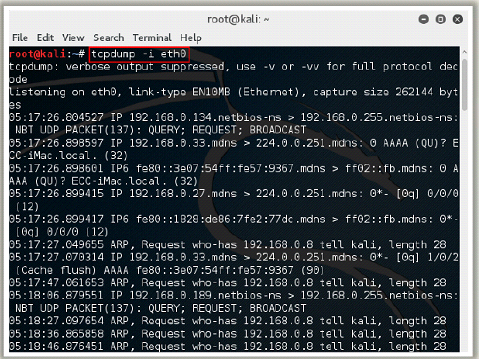 root@kali: ~
File Edit View Search Terminal Help
root@kali:~# tcpdump -i eth0
tcpdump: verbose output suppressed, use -v or -vv for full protocol dec
ode
listening on eth0, link-type EN10MB (Ethernet), capture size 262144 byt
es
05:17:26.804527 IP 192.168.0.134.netbios-ns > 192.168.0.255.netbios-ns:
NBT UDP PACKET(137): QUERY; REQUEST; BROADCAST
05:17:26.898597 IP 192.168.0.33.mdns > 224.0.0.251.mdns: 0 AAAA (QU)? E
CC-iMac.local. (32)
05:17:26.898601 IP6 fe80::3e07:54ff:fe57:9367.mdns > ff02::fb.mdns: 0 A
AAA (QU)? ECC-iMac.local. (32)
05:17:26.899415 IP 192.168.0.27.mdns > 224.0.0.251.mdns: 0*- [0q] 0/0/0
(12)
05:17:26.899417 IP6 fe80::1828:de86:7fe2:77dc.mdns > ff02::fb.mdns: 0*-
[0q] 0/0/0 (12)
05:17:27.049655 ARP, Request who-has 192.168.0.8 tell kali, length 28
05:17:27.070314 IP 192.168.0.33.mdns > 224.0.0.251.mdns: 0*- [0q] 1/0/2
(Cache flush) AAAA fe80::3e07:54ff:fe57:9367 (90)
05:17:47.061653 ARP, Request who-has 192.168.0.8 tell kali, length 28
05:18:06.879551 IP 192.168.0.189.netbios-ns > 192.168.0.255.netbios-ns:
NBT UDP PACKET(137): QUERY; REQUEST; BROADCAST
05:18:27.097654 ARP, Request who-has 192.168.0.8 tell kali, length 28
05:18:36.865858 ARP, Request who-has 192.168.0.8 tell kali, length 28
05:18:46.876451 ARP, Request who-has 192.168.0.8 tell kali, length 28